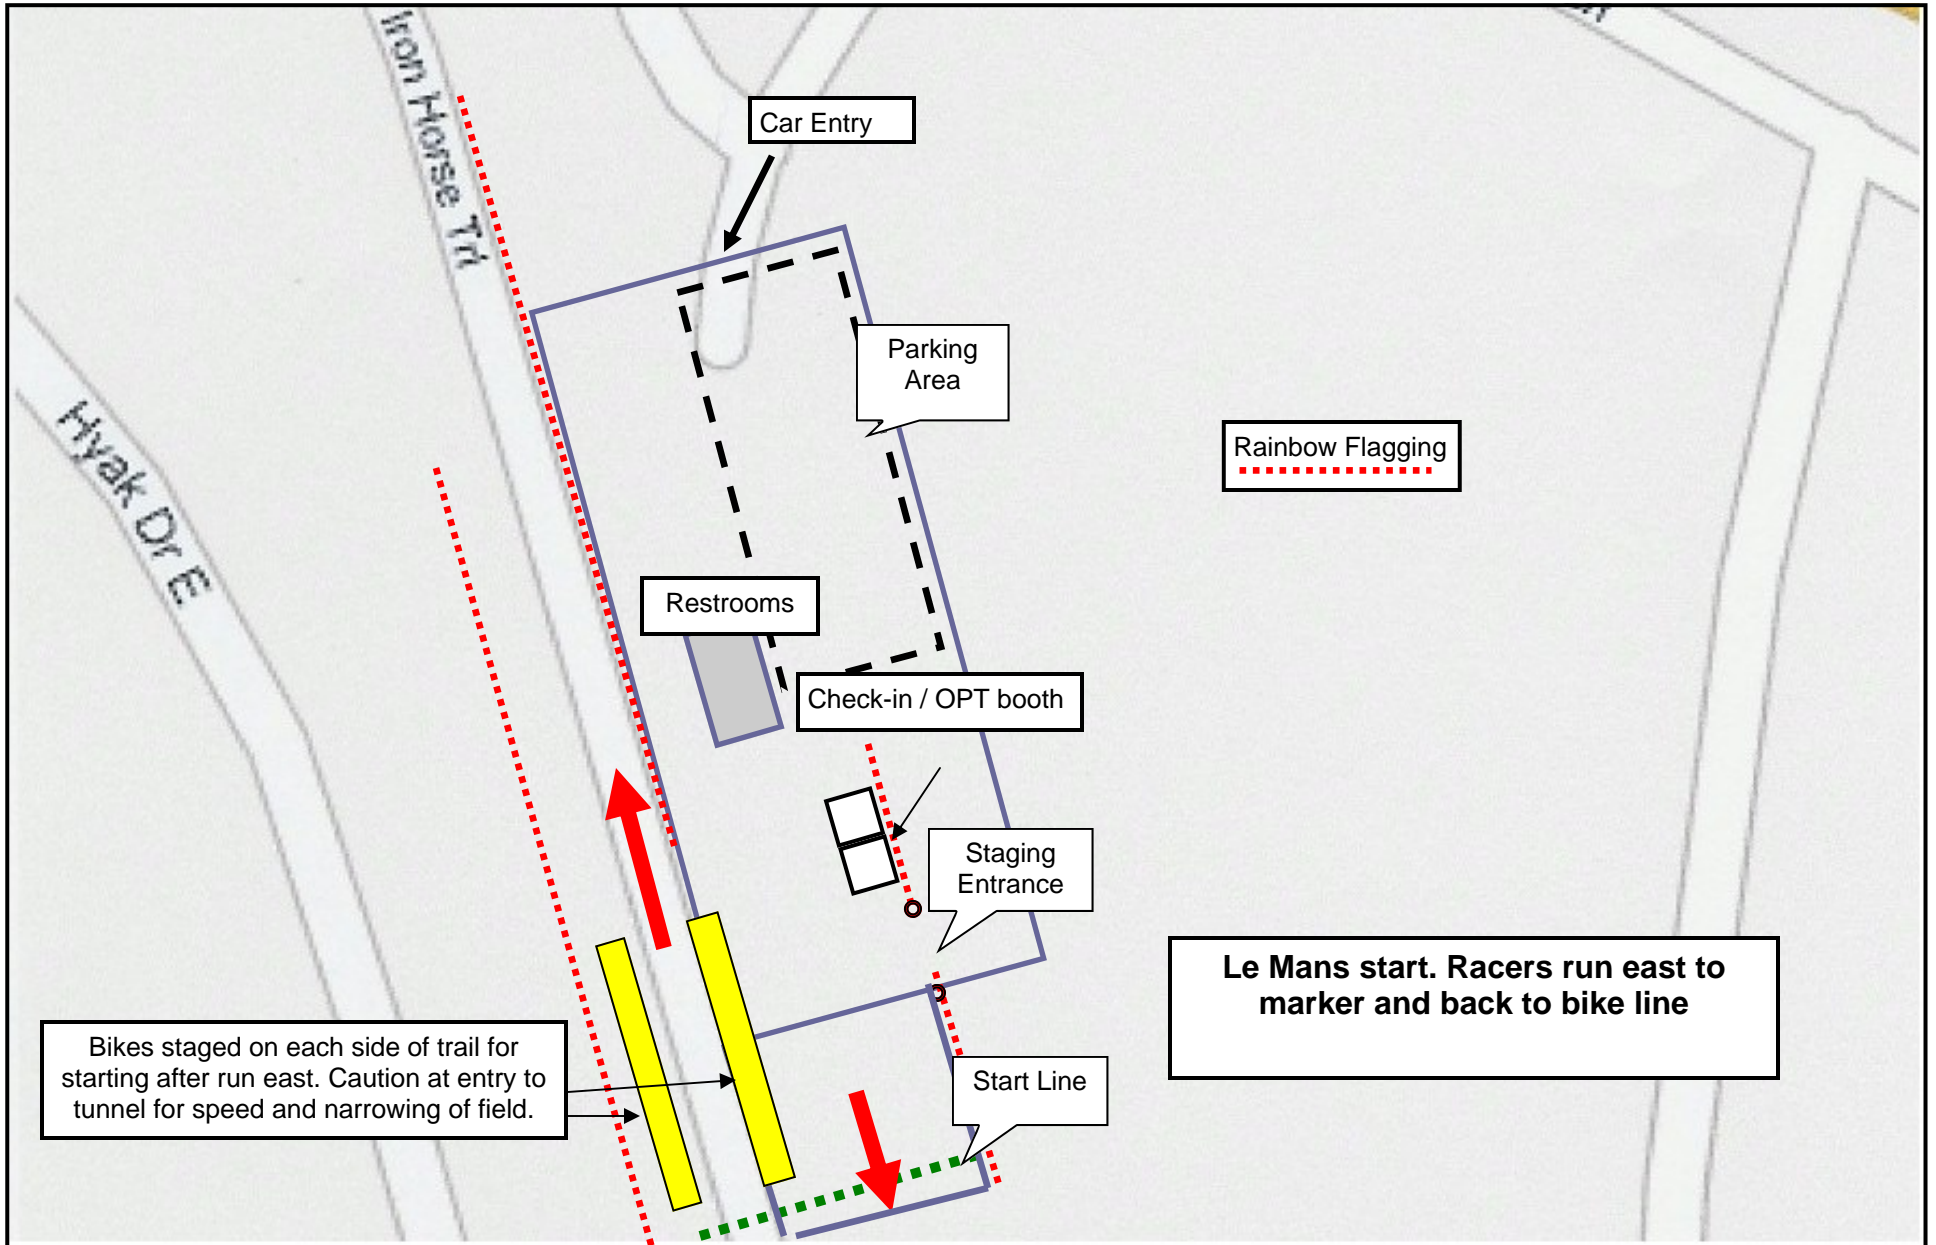 Iron Horse Trl
Car Entry
Parking
Area
Hyak Dr E
Rainbow Flagging
Restrooms
Check-in / OPT booth
Staging
Entrance
Le Mans start. Racers run east to
marker and back to bike line
Bikes staged on each side of trail for
starting after run east. Caution at entry to
tunnel for speed and narrowing of field.
Start Line